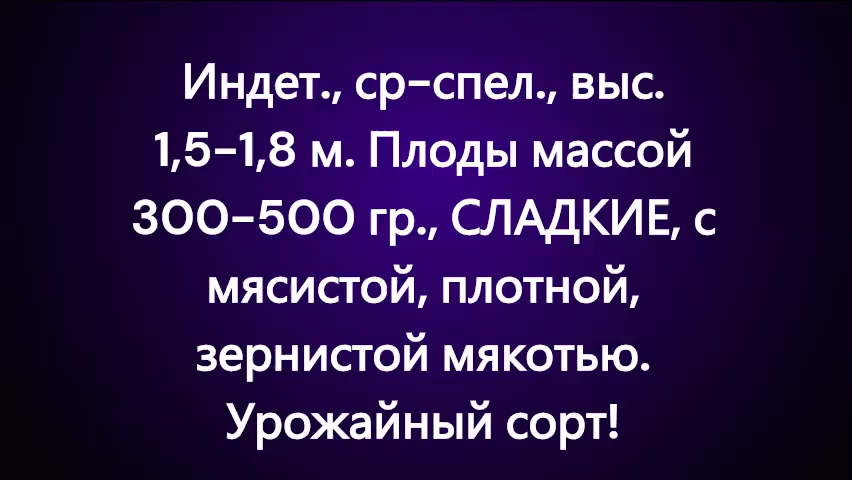 Индет., ср-спел., выс.
1,5-1,8 м. Плоды массой
300-500 гр., СЛАДКИЕ, с
мясистой, плотной,
зернистой мякотью.
Урожайный сорт!